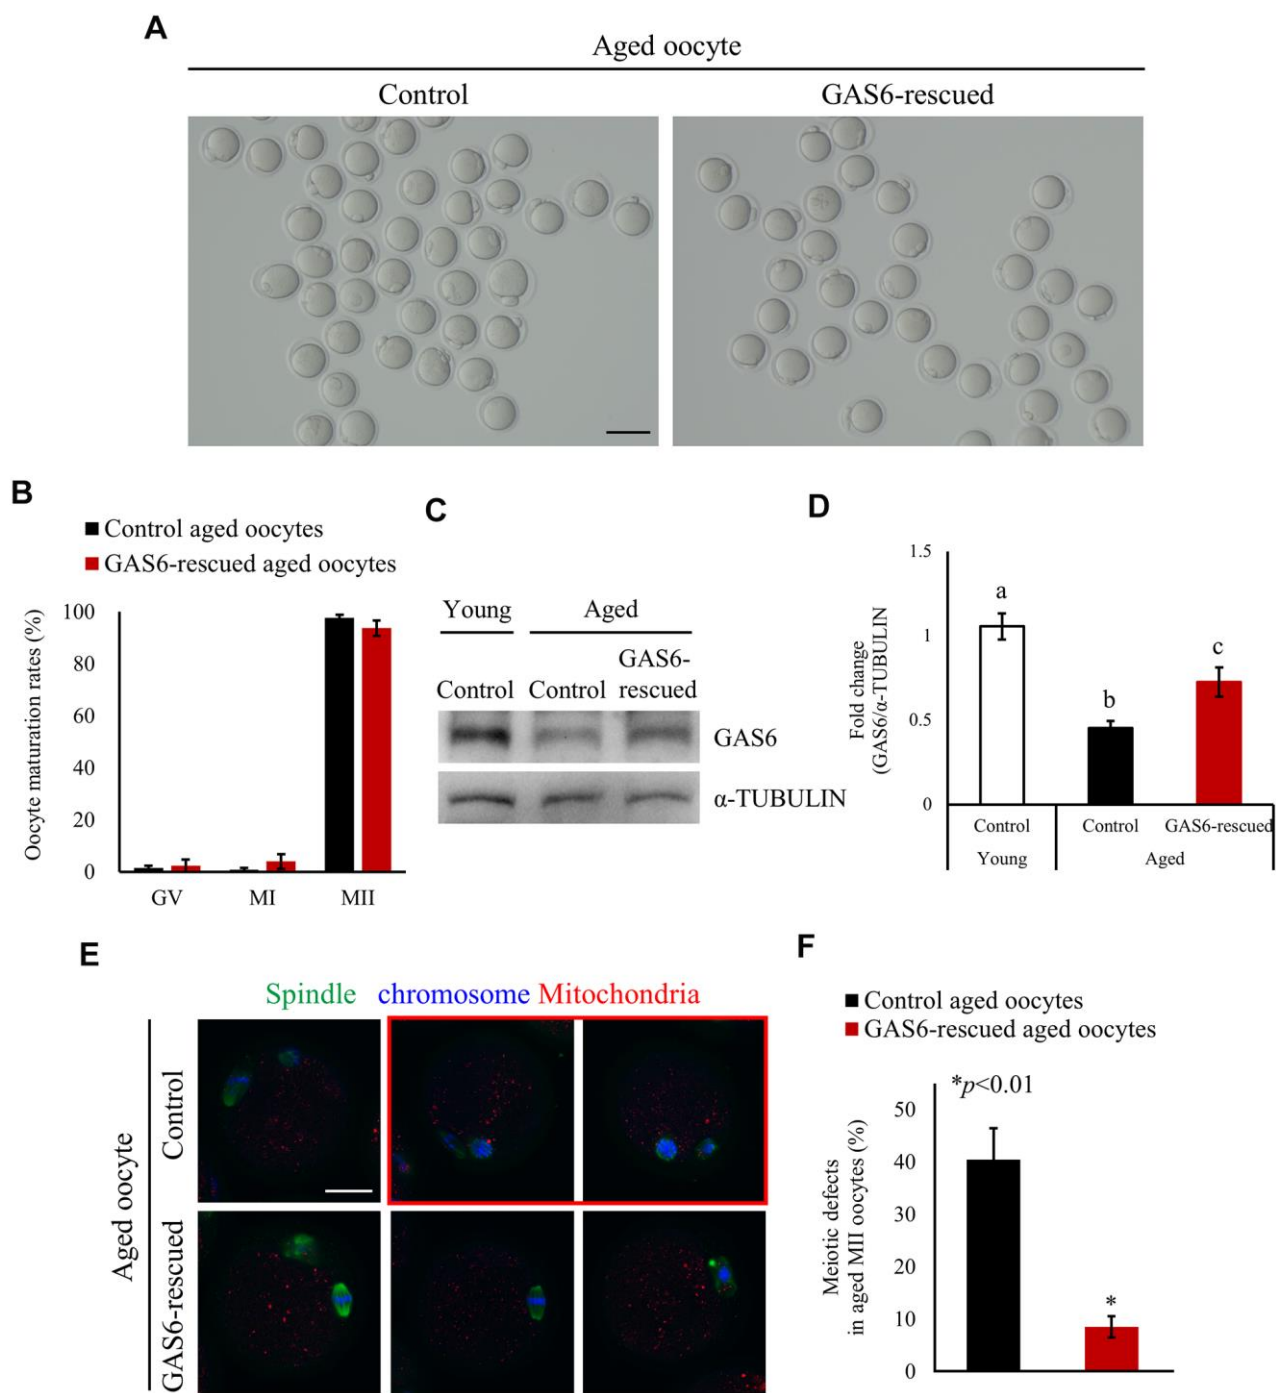 A
Aged oocyte
Control
GAS6-rescued
B
Control aged oocytes
GAS6-rescued aged oocytes
Oocyte maturation rates (%)
100
80
60
40
20
0
GV
MI
MII
C
Young
Aged
Control
Control
GAS6-
rescued
GAS6
α-TUBULIN
D
Fold change
(GAS6/α-TUBULIN
1.5
1
0.5
0
a
b
c
Control
Control
GAS6-rescued
Young
Aged
E
Spindle chromosome Mitochondria
Aged oocyte
Control
GAS6-rescued
F
Control aged oocytes
GAS6-rescued aged oocytes
*p<0.01
Meiotic defects
in aged MII oocytes (%)
50
40
30
20
10
0
*